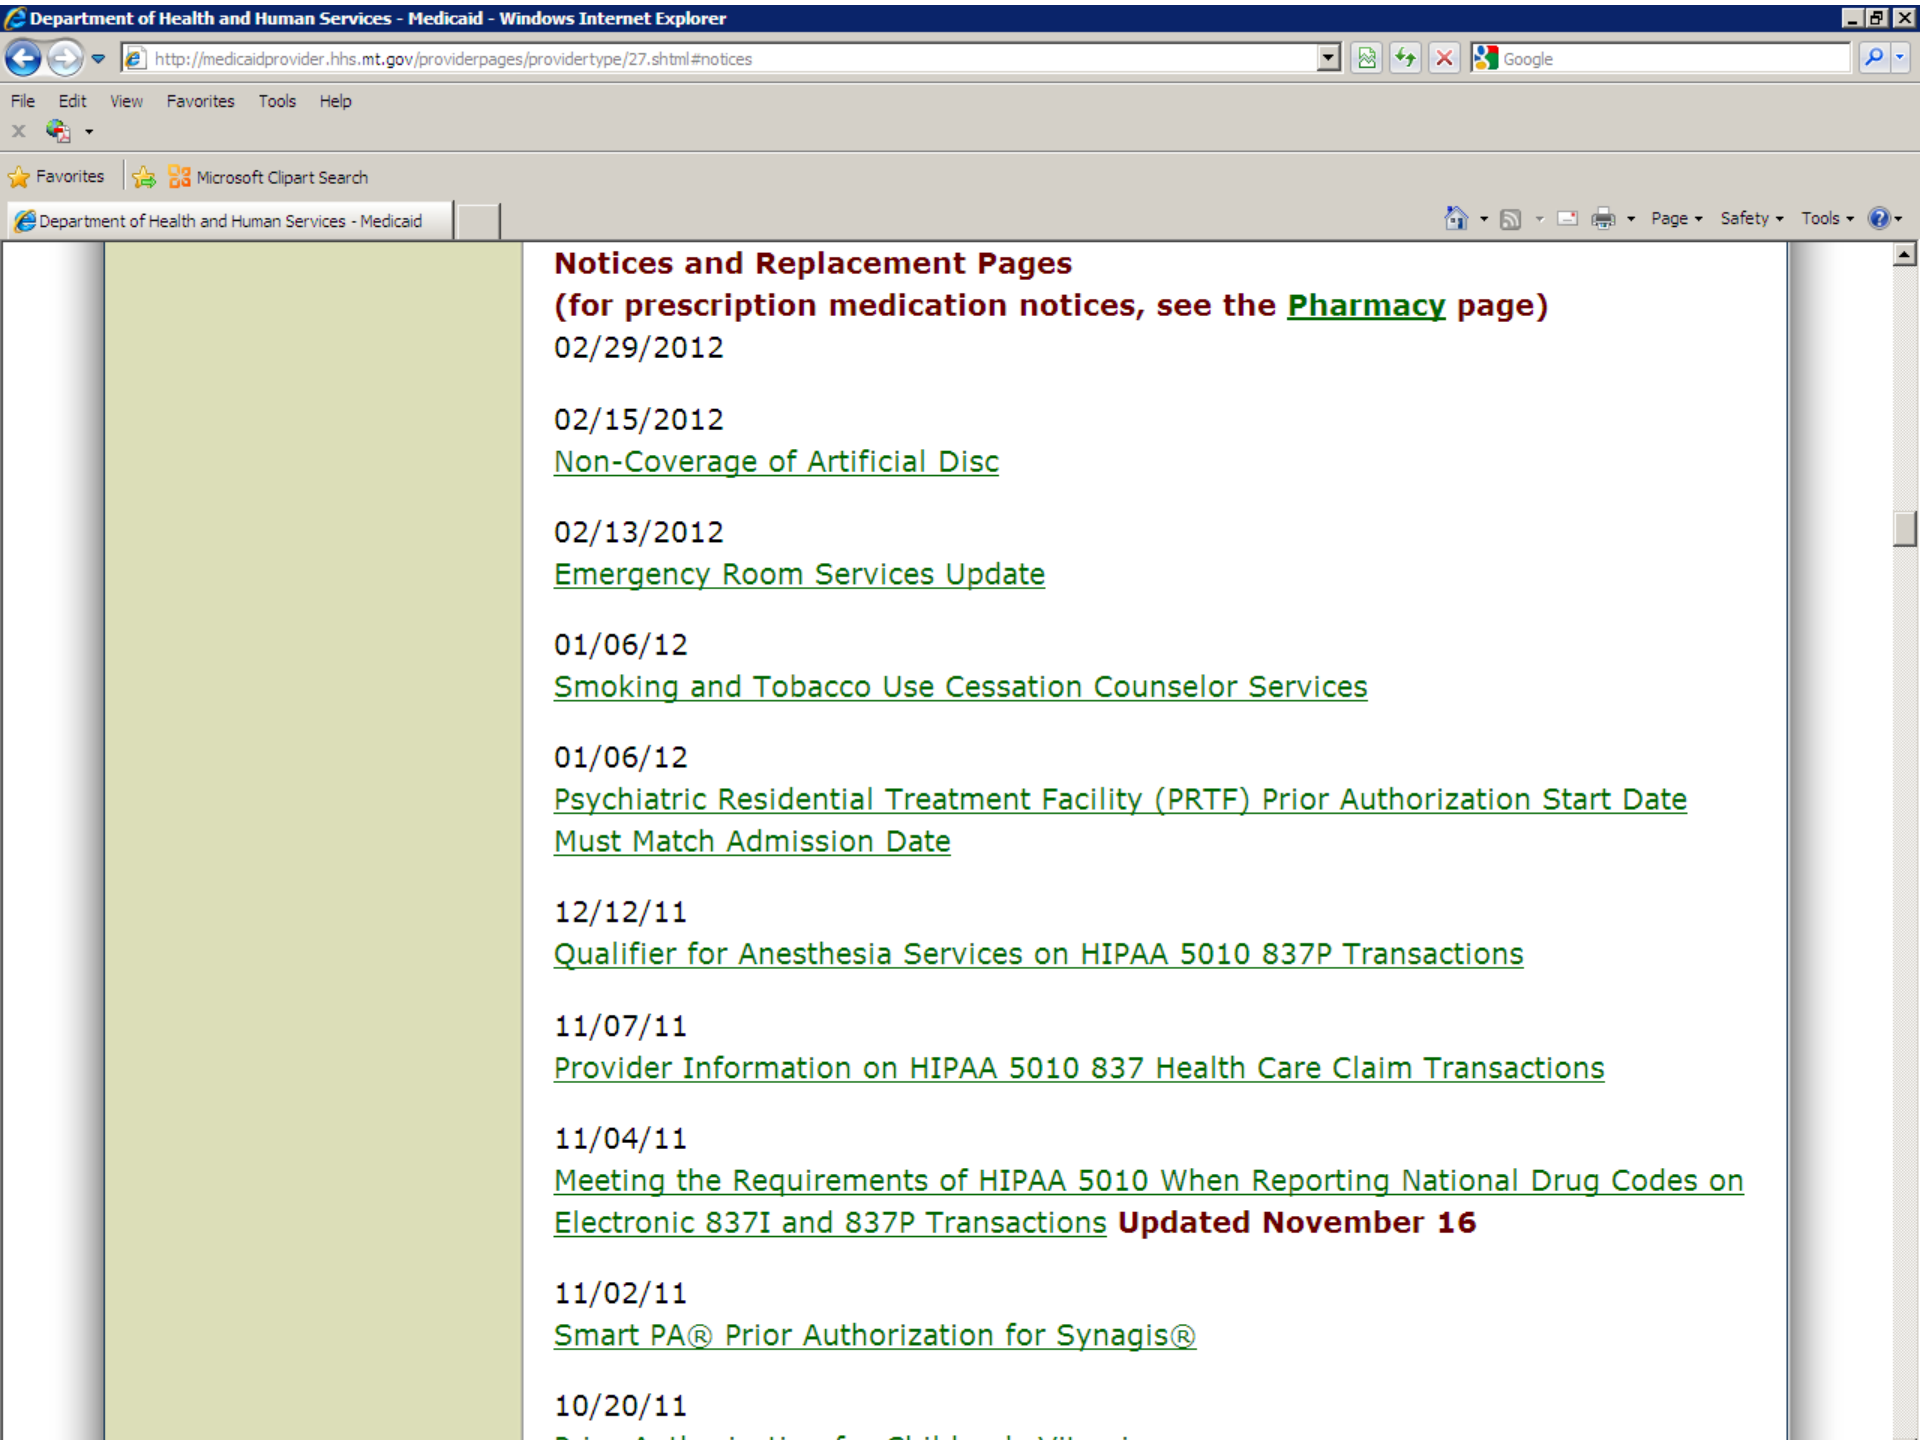 Department of Health and Human Services - Medicaid - Windows Internet Explorer
http://medicaidprovider.hhs.mt.gov/providerpages/providertype/27.shtml#notices
Google
File Edit View Favorites Tools Help
Favorites Microsoft Clipart Search
Department of Health and Human Services - Medicaid
Page Safety Tools
Notices and Replacement Pages
(for prescription medication notices, see the Pharmacy page)
02/29/2012
02/15/2012
Non-Coverage of Artificial Disc
02/13/2012
Emergency Room Services Update
01/06/12
Smoking and Tobacco Use Cessation Counselor Services
01/06/12
Psychiatric Residential Treatment Facility (PRTF) Prior Authorization Start Date
Must Match Admission Date
12/12/11
Qualifier for Anesthesia Services on HIPAA 5010 837P Transactions
11/07/11
Provider Information on HIPAA 5010 837 Health Care Claim Transactions
11/04/11
Meeting the Requirements of HIPAA 5010 When Reporting National Drug Codes on
Electronic 837I and 837P Transactions Updated November 16
11/02/11
Smart PA® Prior Authorization for Synagis®
10/20/11